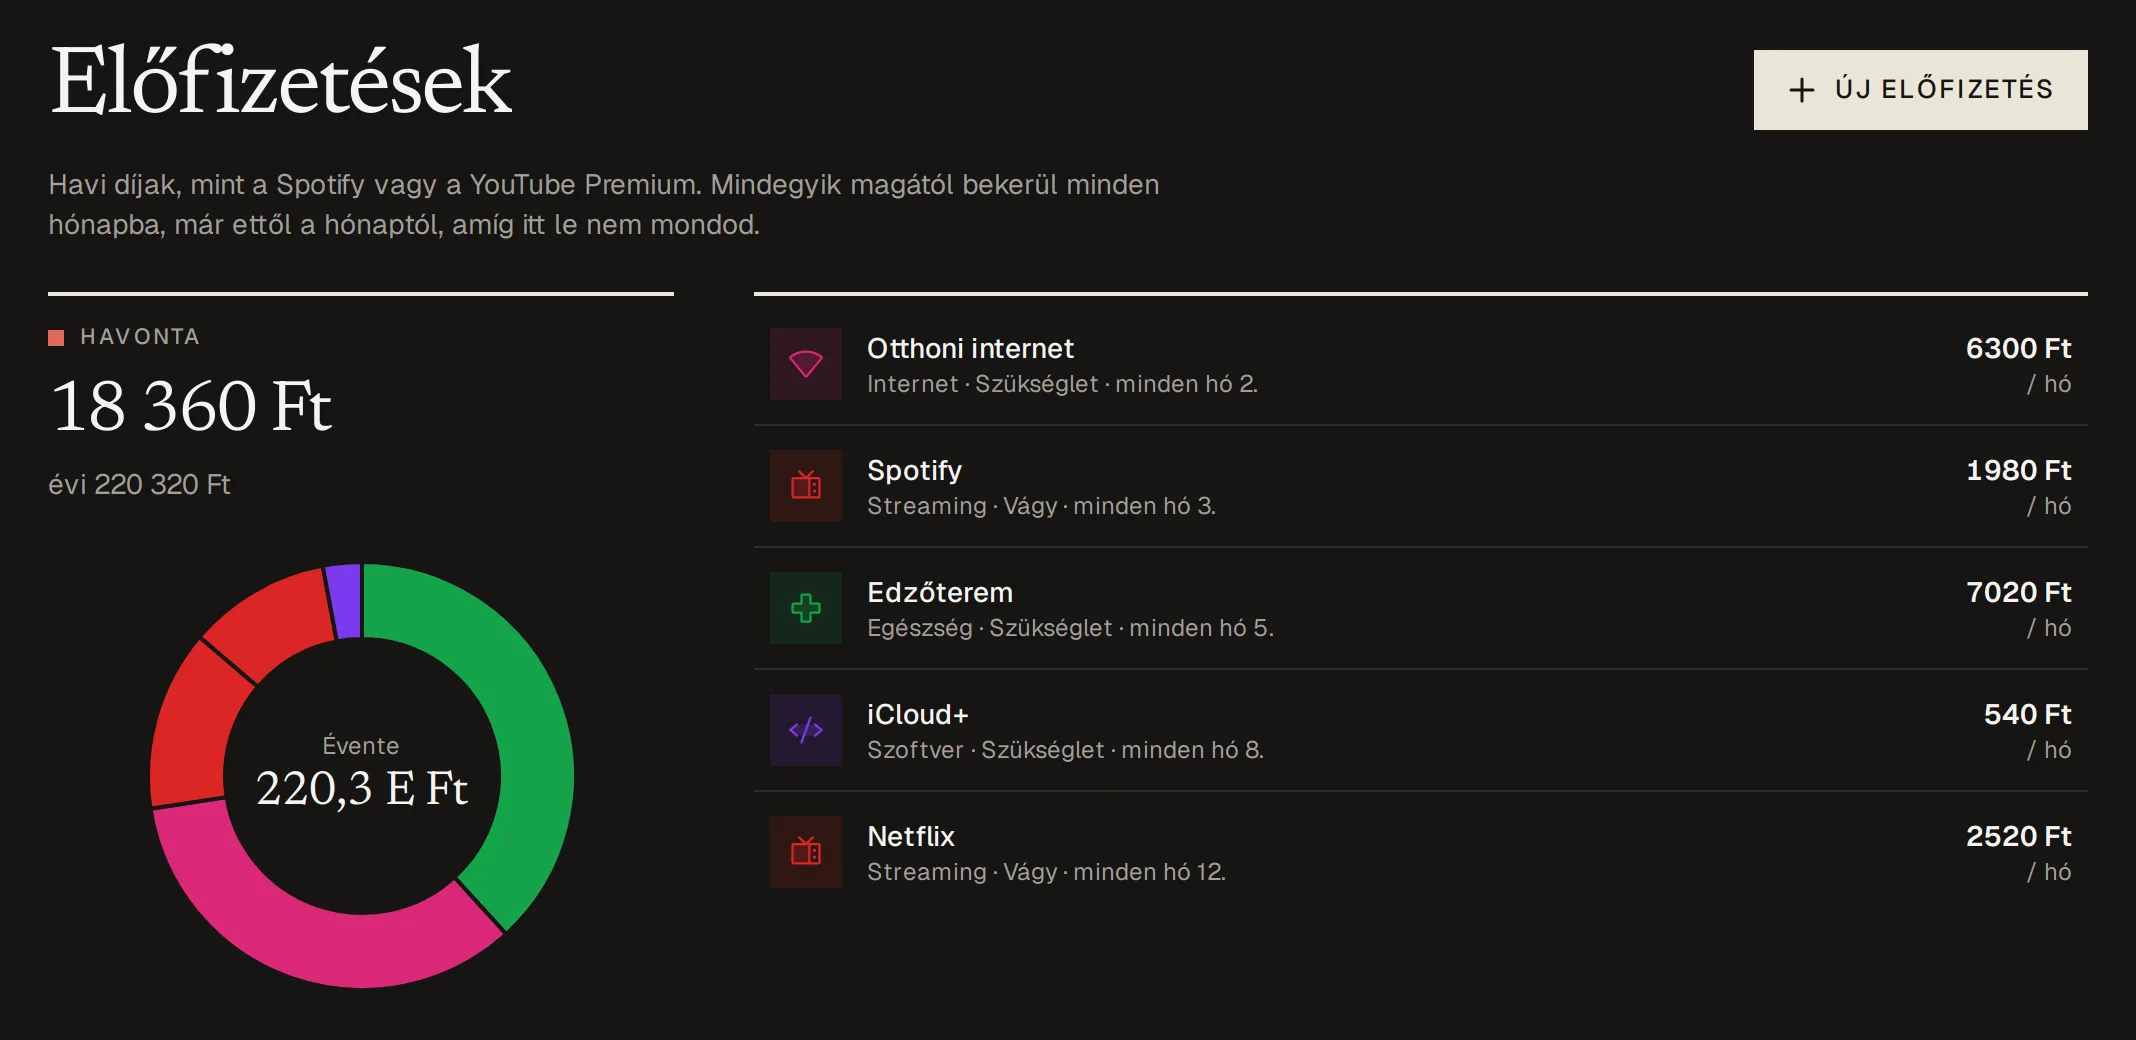 Előfizetések
+ ÚJ ELŐFIZETÉS
Havi díjak, mint a Spotify vagy a YouTube Premium. Mindegyik magától bekerül minden
hónapba, már ettől a hónaptól, amíg itt le nem mondod.
HAVONTA
18 360 Ft
évi 220 320 Ft
Évente
220,3 E Ft
Otthoni internet
6300 Ft
Internet · Szükséglet · minden hó 2.
/ hó
Spotify
1980 Ft
Streaming · Vágy · minden hó 3.
/ hó
Edzőterem
7020 Ft
Egészség · Szükséglet · minden hó 5.
/ hó
iCloud+
540 Ft
Szoftver · Szükséglet · minden hó 8.
/ hó
Netflix
2520 Ft
Streaming · Vágy · minden hó 12.
/ hó